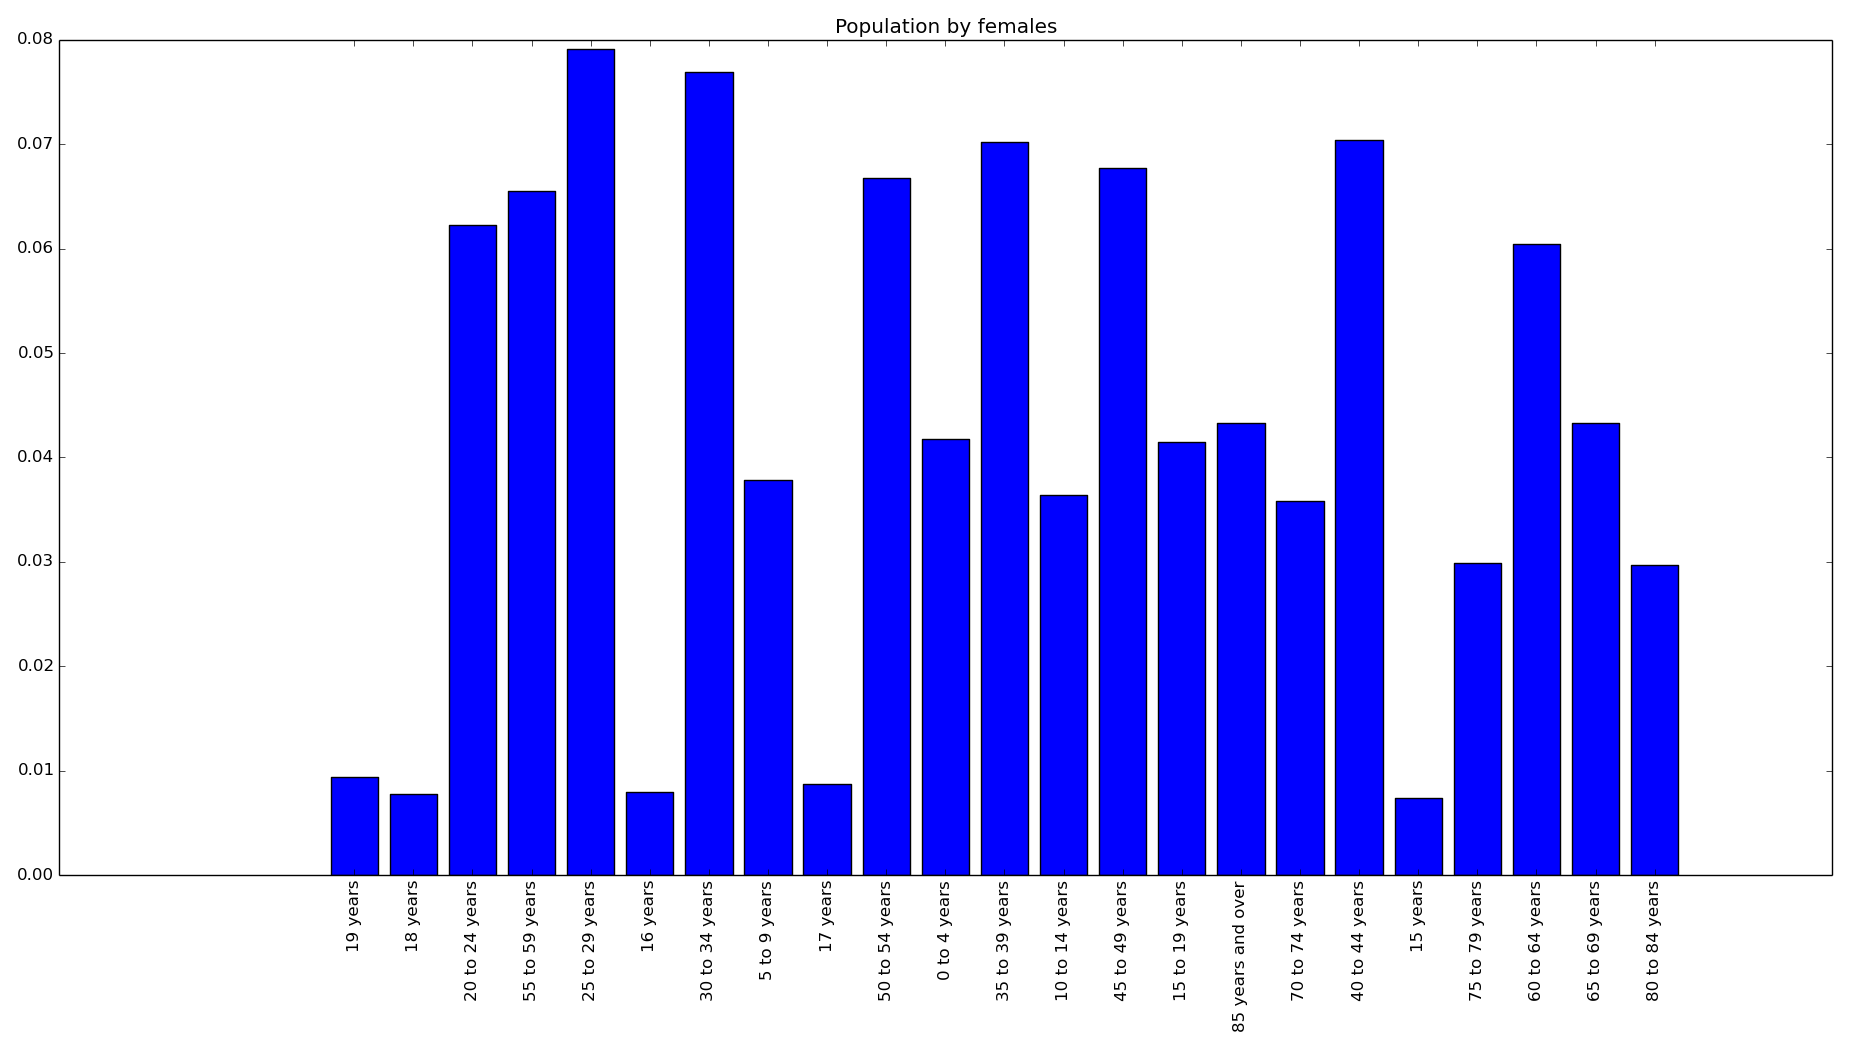 Population by females
0.08
0.07
0.06
0.05
0.04
0.03
0.02
0.01
0.00
19 years
18 years
20 to 24 years
55 to 59 years
25 to 29 years
16 years
30 to 34 years
5 to 9 years
17 years
50 to 54 years
0 to 4 years
35 to 39 years
10 to 14 years
45 to 49 years
15 to 19 years
85 years and over
70 to 74 years
40 to 44 years
15 years
75 to 79 years
60 to 64 years
65 to 69 years
80 to 84 years